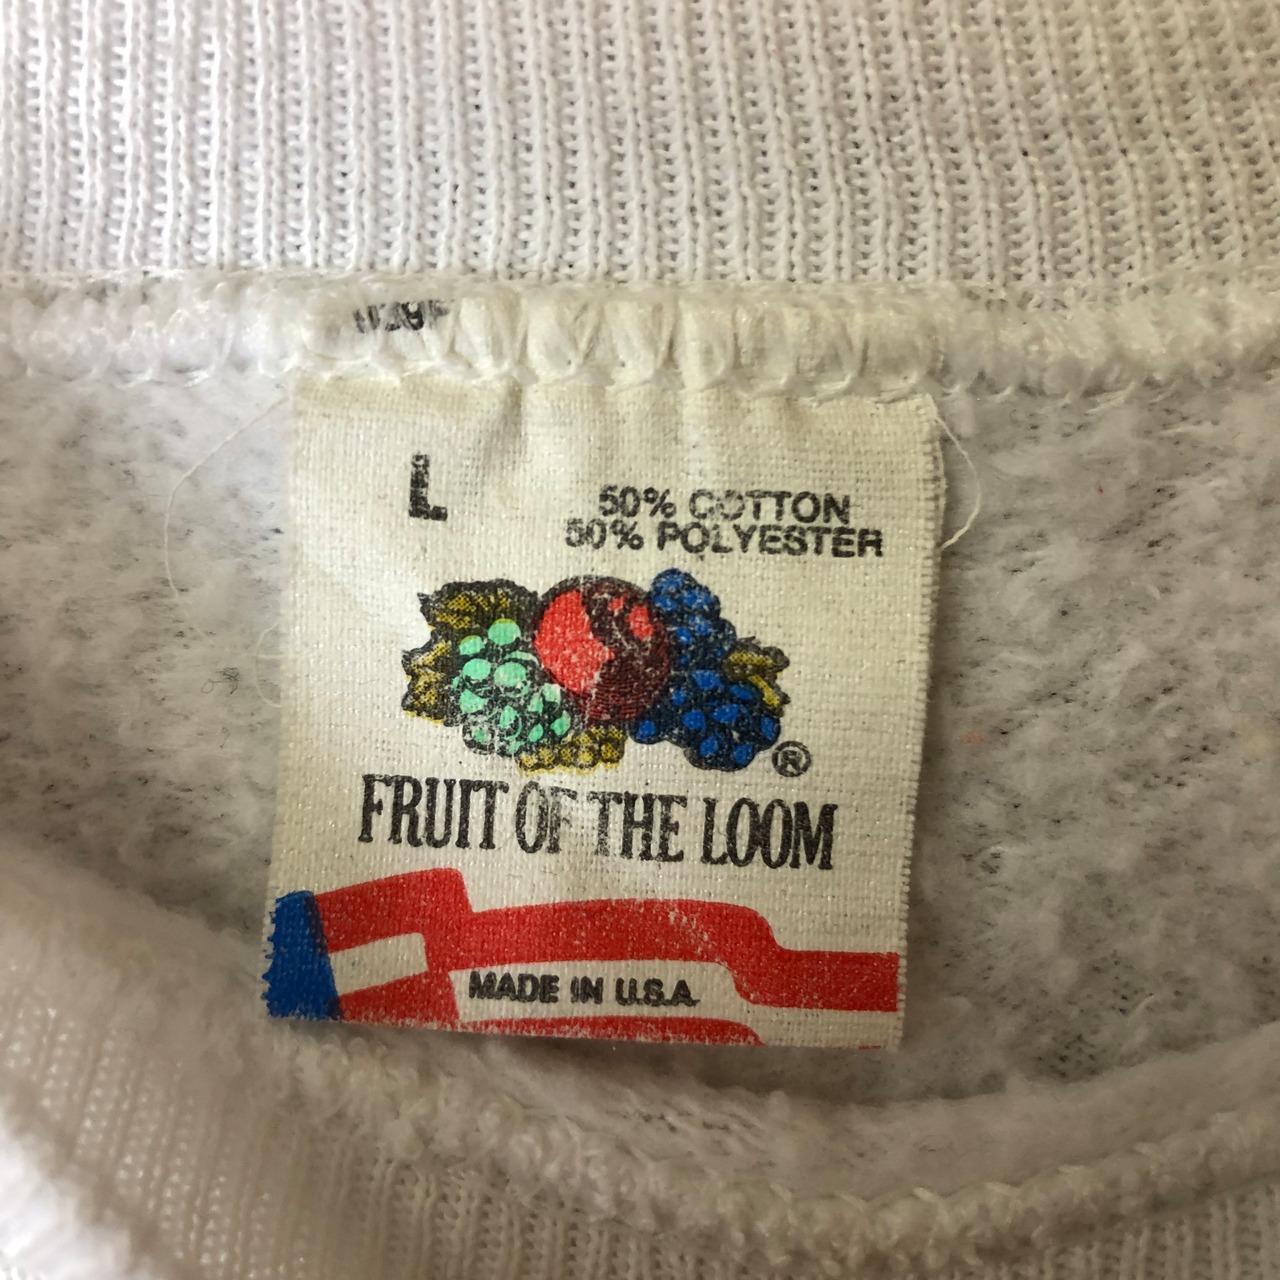 L
50% COTTON
50% POLYESTER
®
FRUIT OF THE LOOM
MADE IN U.S.A.